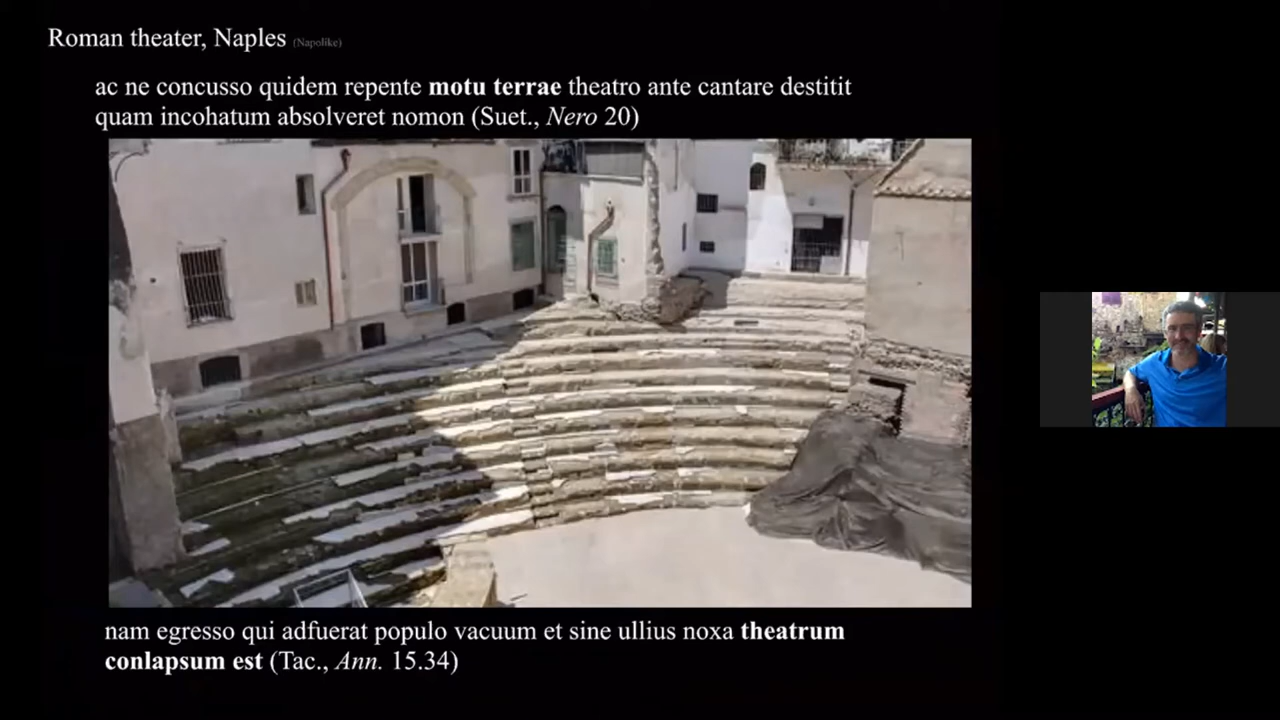 Roman theater, Naples (Napolike)
ac ne concusso quidem repente motu terrae theatro ante cantare destitit
quam incohatum absolveret nomon (Suet., Nero 20)
nam egresso qui adfuerat populo vacuum et sine ullius noxa theatrum
conlapsum est (Tac., Ann. 15.34)